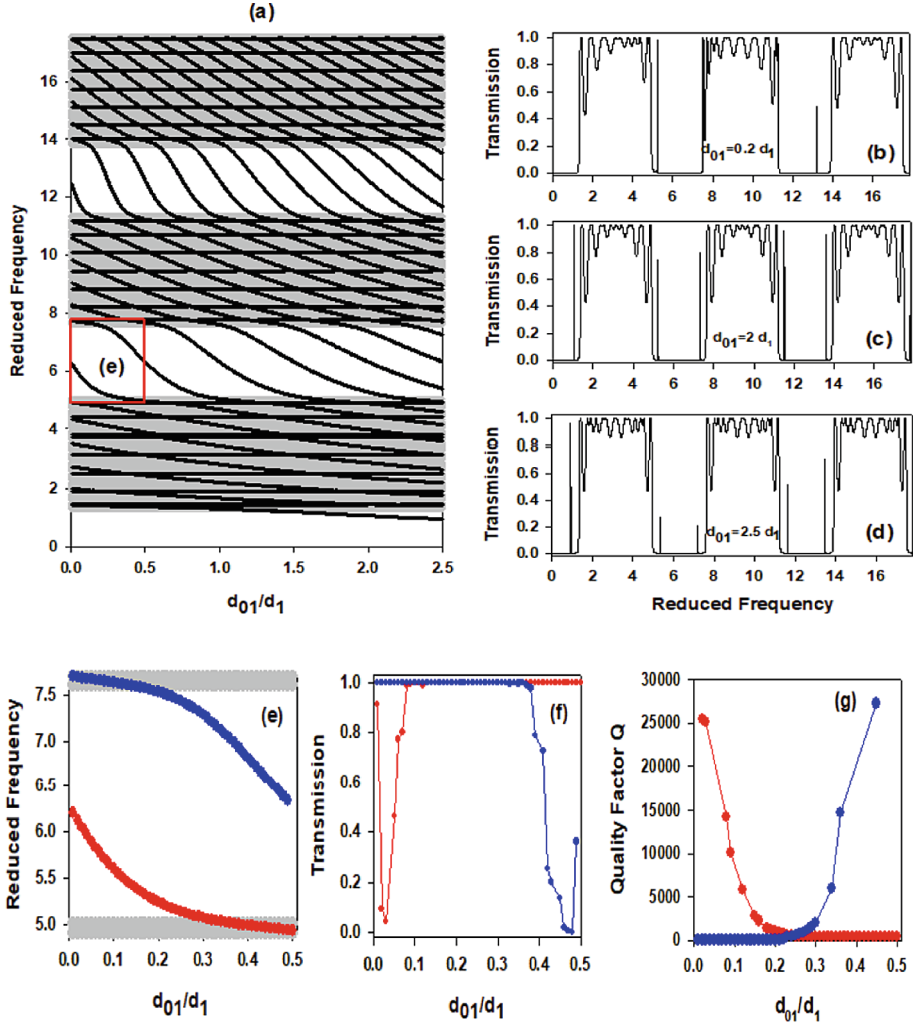 (a)
Reduced Frequency
16
14
12
10
8
6
4
2
0
(e)
0.0 0.5 1.0 1.5 2.0 2.5
d01/d1
Transmission
1.0
0.8
0.6
0.4
0.2
0.0
d01=0.2 d1
(b)
0 2 4 6 8 10 12 14 16
Transmission
1.0
0.8
0.6
0.4
0.2
0.0
d01=2 d1
(c)
0 2 4 6 8 10 12 14 16
Transmission
1.0
0.8
0.6
0.4
0.2
0.0
d01=2.5 d1
(d)
0 2 4 6 8 10 12 14 16
Reduced Frequency
Reduced Frequency
7.5
7.0
6.5
6.0
5.5
5.0
(e)
0.0 0.1 0.2 0.3 0.4 0.5
d01/d1
Transmission
1.0
0.8
0.6
0.4
0.2
0.0
(f)
0.0 0.1 0.2 0.3 0.4 0.5
d01/d1
Quality Factor Q
30000
25000
20000
15000
10000
5000
0
(g)
0.0 0.1 0.2 0.3 0.4 0.5
d01/d1